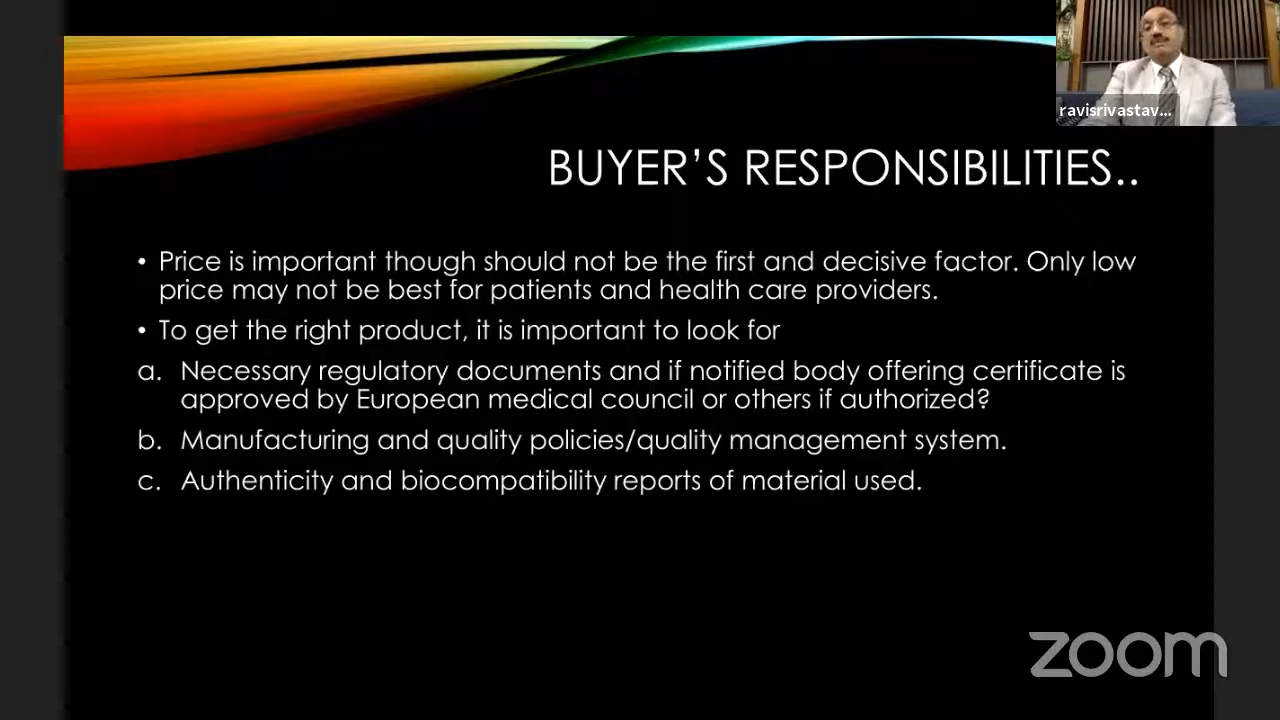 ravisrivastav...
BUYER’S RESPONSIBILITIES..
• Price is important though should not be the first and decisive factor. Only low
price may not be best for patients and health care providers.
• To get the right product, it is important to look for
a. Necessary regulatory documents and if notified body offering certificate is
approved by European medical council or others if authorized?
b. Manufacturing and quality policies/quality management system.
c. Authenticity and biocompatibility reports of material used.
zoom